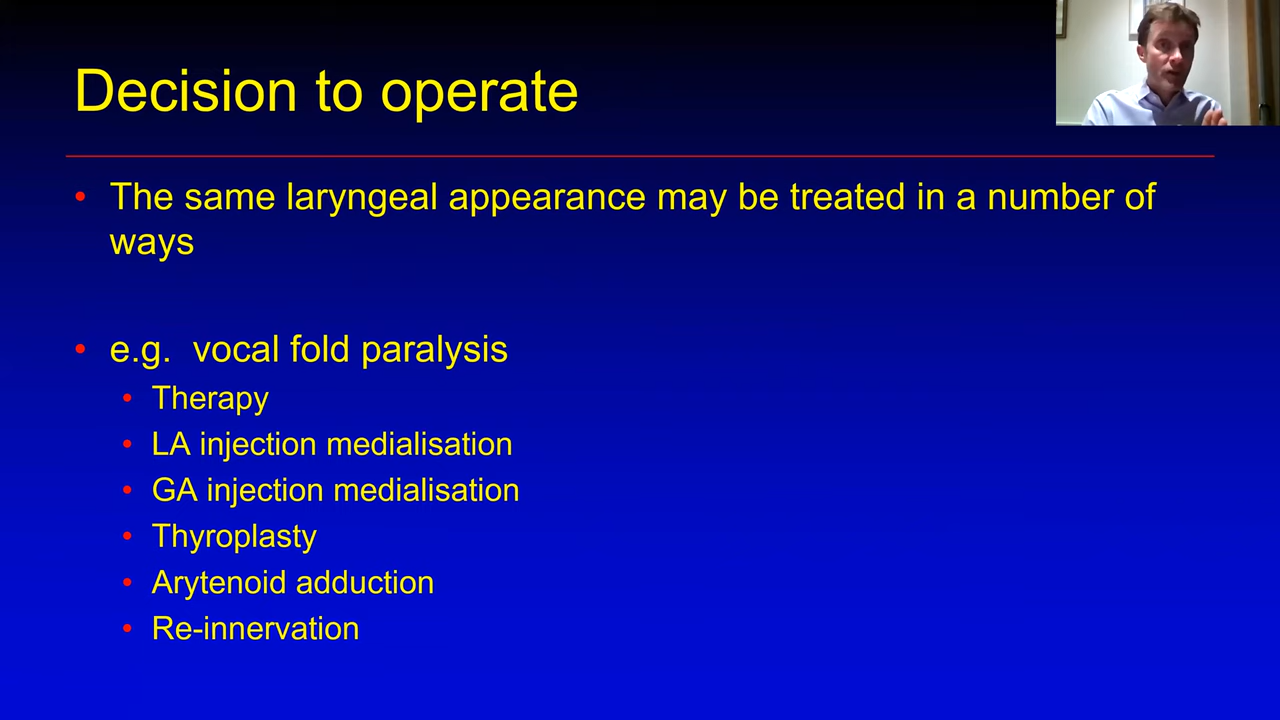 Decision to operate
• The same laryngeal appearance may be treated in a number of
ways
• e.g.  vocal fold paralysis
• Therapy
• LA injection medialisation
• GA injection medialisation
• Thyroplasty
• Arytenoid adduction
• Re-innervation